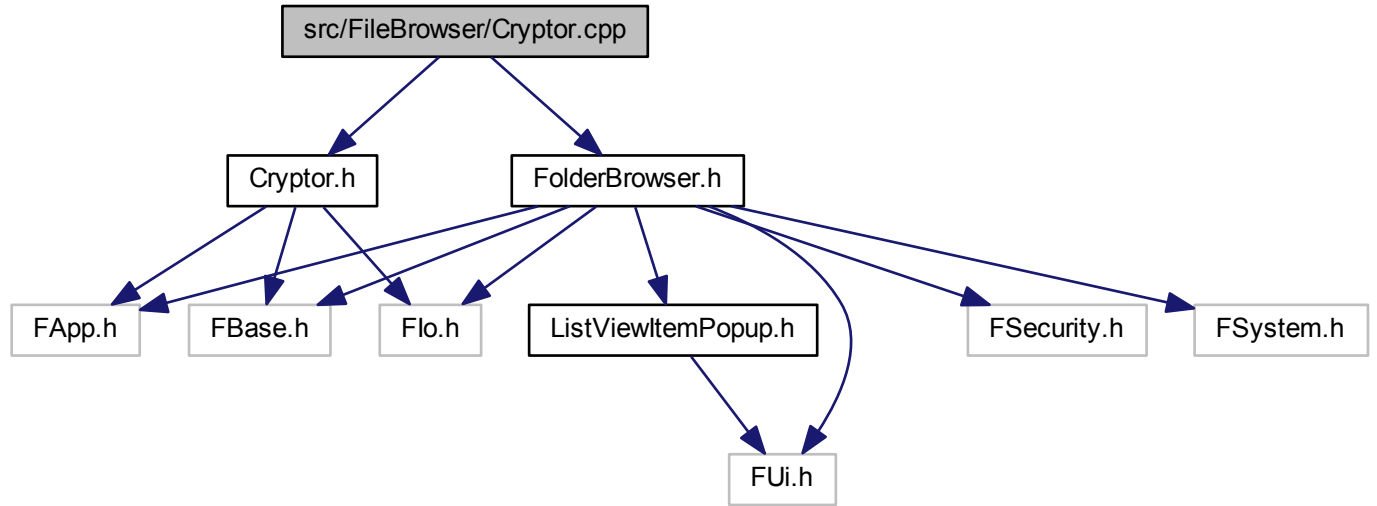 src/FileBrowser/Cryptor.cpp
Cryptor.h
FolderBrowser.h
FApp.h
FBase.h
FIo.h
ListViewItemPopup.h
FSecurity.h
FSystem.h
FUi.h